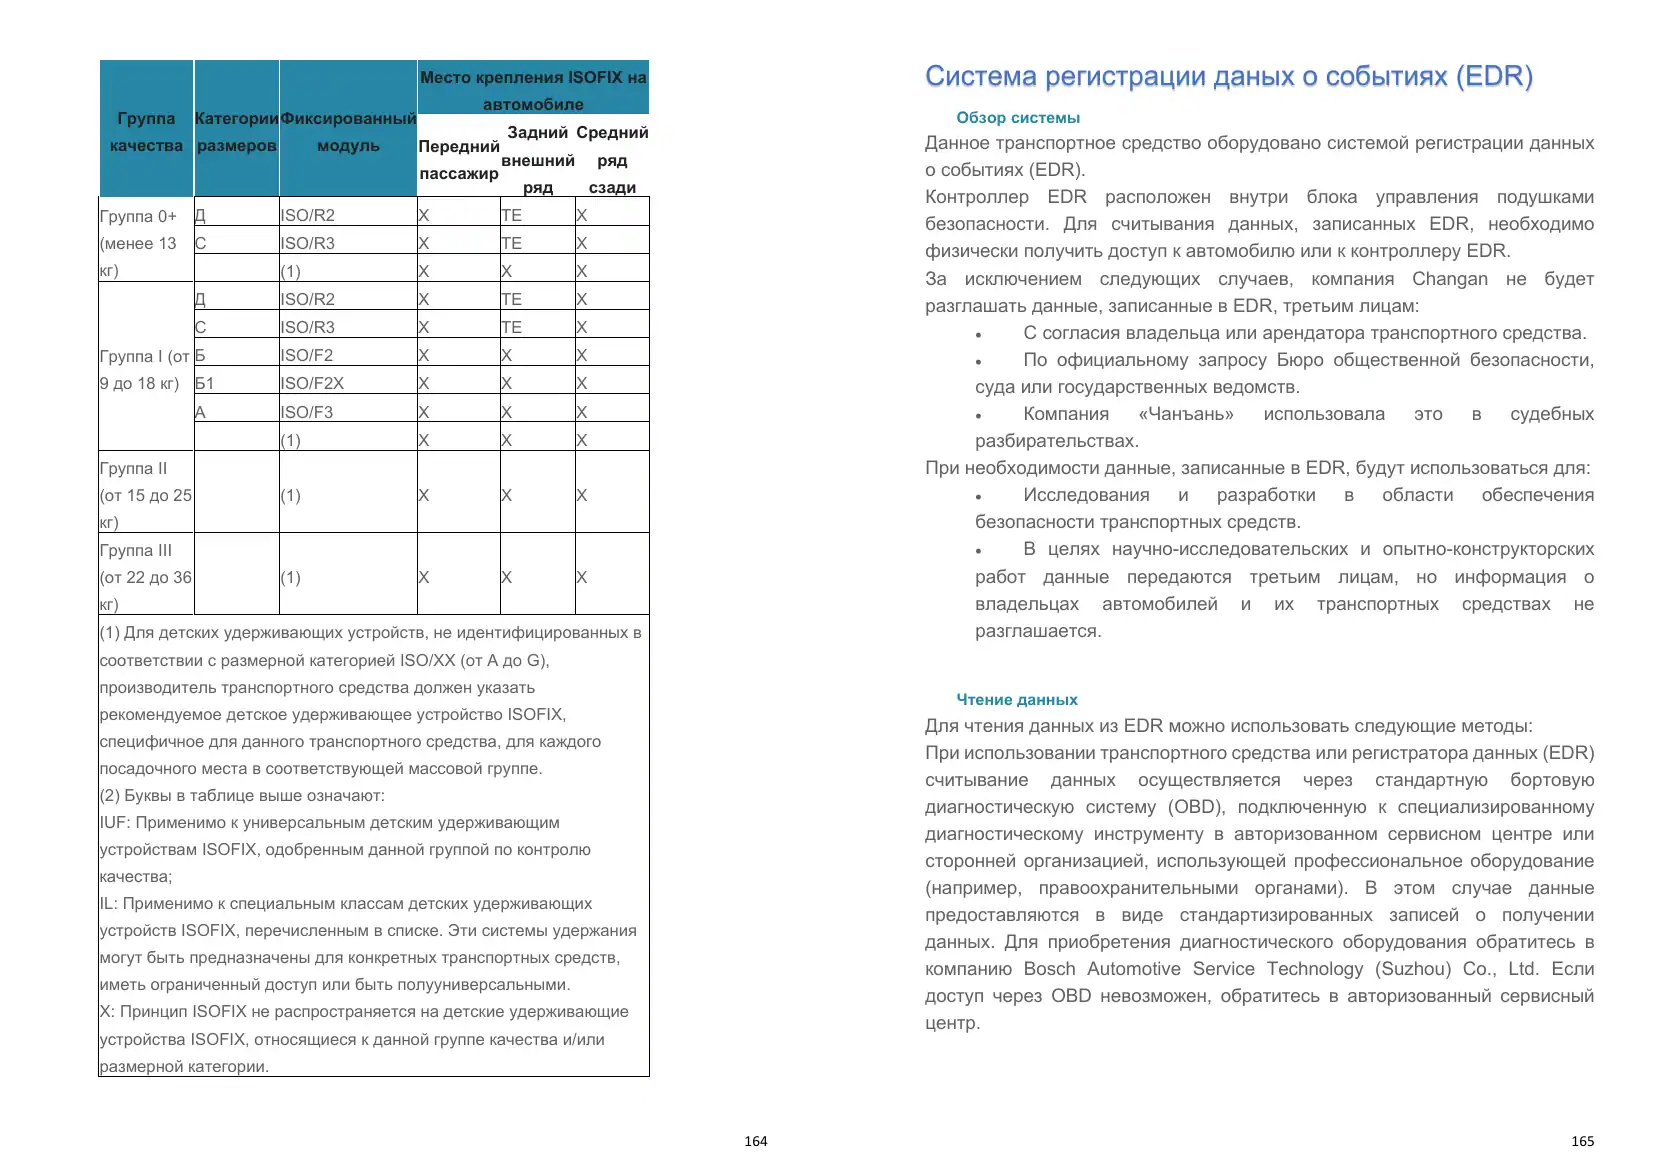 Группа качества Категории размеров Фиксированный модуль Место крепления ISOFIX на автомобиле
Передний пассажир Задний внешний ряд Средний ряд сзади
Группа 0+ (менее 13 кг) Д ISO/R2 X TE X
С ISO/R3 X TE X
(1) X X X
Группа I (от 9 до 18 кг) Д ISO/R2 X TE X
С ISO/R3 X TE X
Б ISO/F2 X X X
Б1 ISO/F2X X X X
А ISO/F3 X X X
(1) X X X
Группа II (от 15 до 25 кг) (1) X X X
Группа III (от 22 до 36 кг) (1) X X X
(1) Для детских удерживающих устройств, не идентифицированных в
соответствии с размерной категорией ISO/XX (от A до G),
производитель транспортного средства должен указать
рекомендуемое детское удерживающее устройство ISOFIX,
специфичное для данного транспортного средства, для каждого
посадочного места в соответствующей массовой группе.
(2) Буквы в таблице выше означают:
IUF: Применимо к универсальным детским удерживающим
устройствам ISOFIX, одобренным данной группой по контролю
качества;
IL: Применимо к специальным классам детских удерживающих
устройств ISOFIX, перечисленным в списке. Эти системы удержания
могут быть предназначены для конкретных транспортных средств,
иметь ограниченный доступ или быть полууниверсальными.
X: Принцип ISOFIX не распространяется на детские удерживающие
устройства ISOFIX, относящиеся к данной группе качества и/или
размерной категории.
164
Система регистрации даных о событиях (EDR)
Обзор системы
Данное транспортное средство оборудовано системой регистрации данных
о событиях (EDR).
Контроллер EDR расположен внутри блока управления подушками
безопасности. Для считывания данных, записанных EDR, необходимо
физически получить доступ к автомобилю или к контроллеру EDR.
За исключением следующих случаев, компания Changan не будет
разглашать данные, записанные в EDR, третьим лицам:
• С согласия владельца или арендатора транспортного средства.
• По официальному запросу Бюро общественной безопасности,
суда или государственных ведомств.
• Компания «Чанъань» использовала это в судебных
разбирательствах.
При необходимости данные, записанные в EDR, будут использоваться для:
• Исследования и разработки в области обеспечения
безопасности транспортных средств.
• В целях научно-исследовательских и опытно-конструкторских
работ данные передаются третьим лицам, но информация о
владельцах автомобилей и их транспортных средствах не
разглашается.
Чтение данных
Для чтения данных из EDR можно использовать следующие методы:
При использовании транспортного средства или регистратора данных (EDR)
считывание данных осуществляется через стандартную бортовую
диагностическую систему (OBD), подключенную к специализированному
диагностическому инструменту в авторизованном сервисном центре или
сторонней организацией, использующей профессиональное оборудование
(например, правоохранительными органами). В этом случае данные
предоставляются в виде стандартизированных записей о получении
данных. Для приобретения диагностического оборудования обратитесь в
компанию Bosch Automotive Service Technology (Suzhou) Co., Ltd. Если
доступ через OBD невозможен, обратитесь в авторизованный сервисный
центр.
165